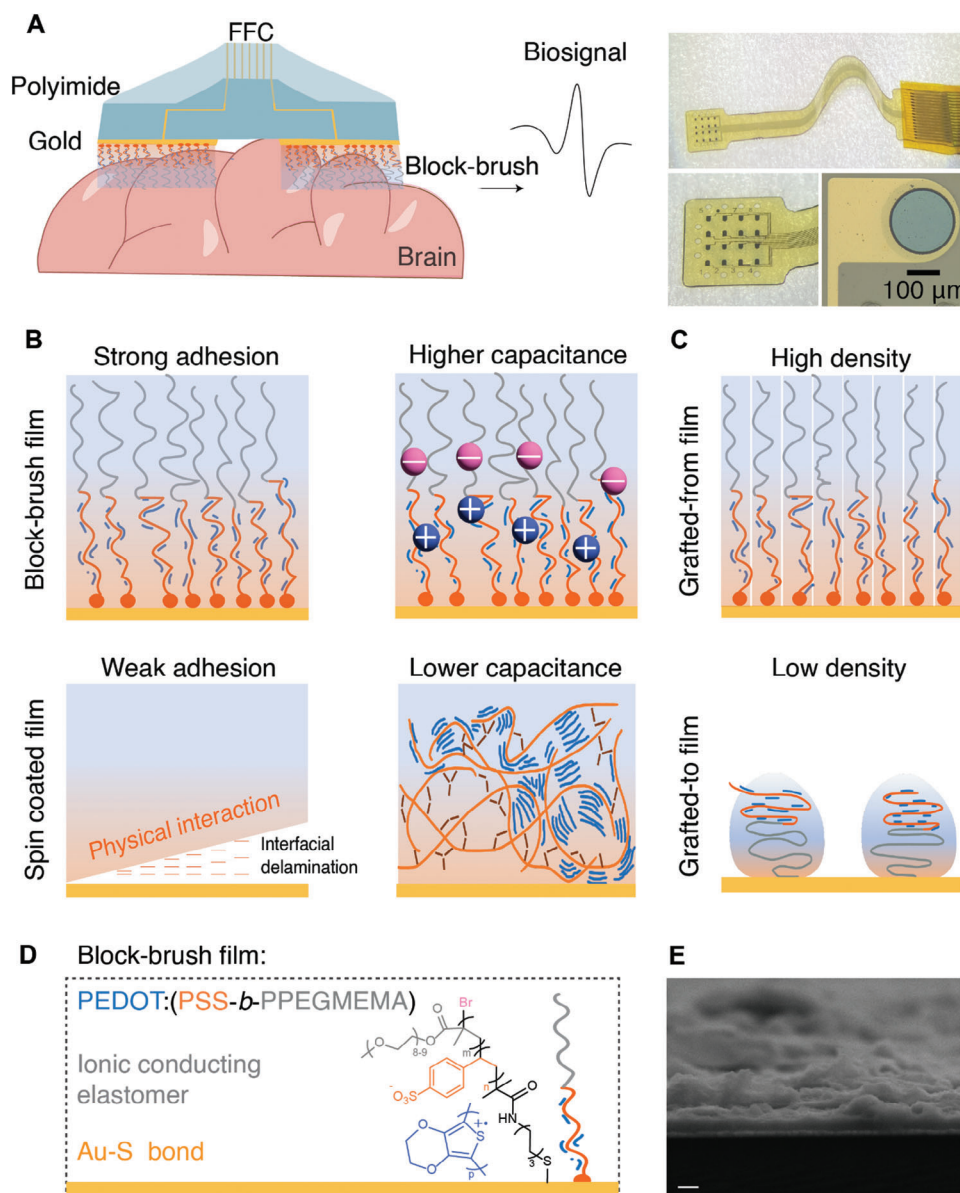 A
FFC
Polyimide
Gold
Block-brush
Brain
Biosignal
100 μm
B
Strong adhesion
Higher capacitance
Block-brush film
Weak adhesion
Lower capacitance
Spin coated film
Physical interaction
Interfacial
delamination
C
High density
Grafted-from film
Low density
Grafted-to film
D
Block-brush film:
PEDOT:(PSS-b-PPEGMEMA)
Ionic conducting
elastomer
Au-S bond
Br
O
O
O
8-9
m
-O3S
n
O
HN
3
S
O
O
S
+•
p
E